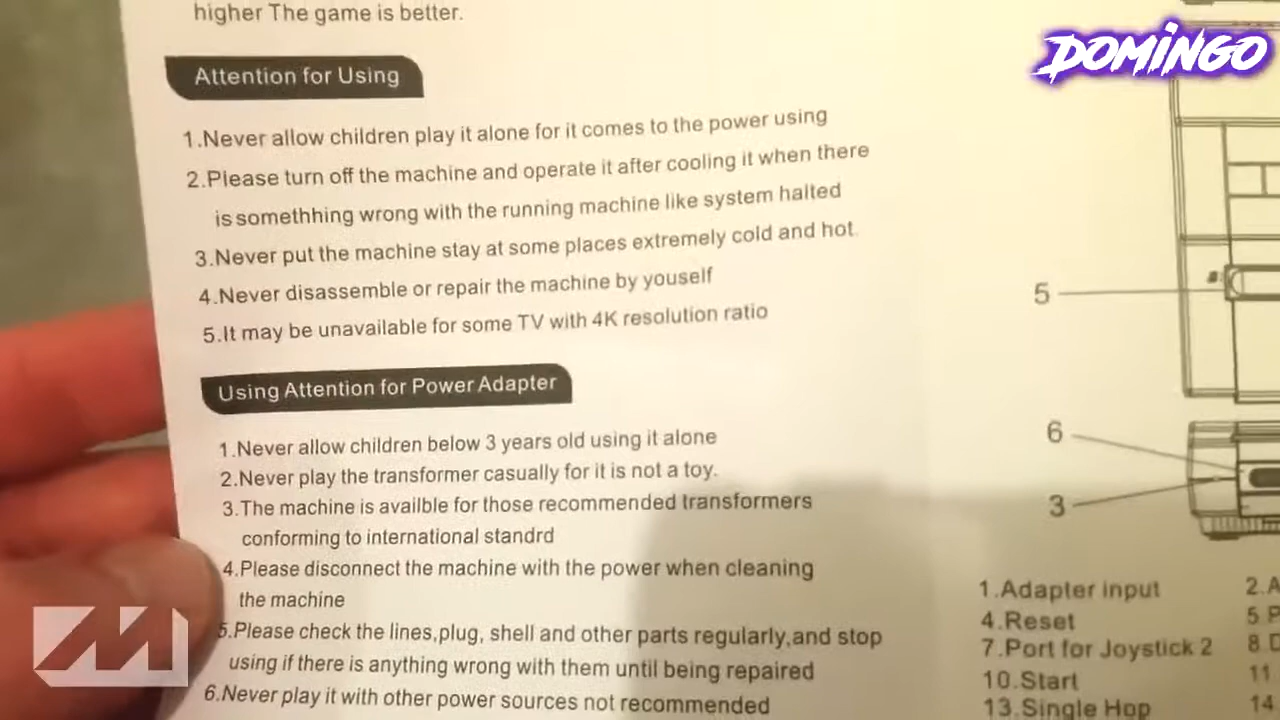 higher The game is better.
DOMINGO
Attention for Using
1.Never allow children play it alone for it comes to the power using
2.Please turn off the machine and operate it after cooling it when there
is somethhing wrong with the running machine like system halted
3.Never put the machine stay at some places extremely cold and hot.
4.Never disassemble or repair the machine by youself
5.It may be unavailable for some TV with 4K resolution ratio
5
Using Attention for Power Adapter
6
3
1.Never allow children below 3 years old using it alone
2.Never play the transformer casually for it is not a toy.
3.The machine is availble for those recommended transformers
conforming to international standrd
4.Please disconnect the machine with the power when cleaning
the machine
5.Please check the lines,plug, shell and other parts regularly,and stop
using if there is anything wrong with them until being repaired
6.Never play it with other power sources not recommended
1.Adapter input 2.A
4.Reset 5.P
7.Port for Joystick 2 8.D
10.Start 11
13.Single Hop 14